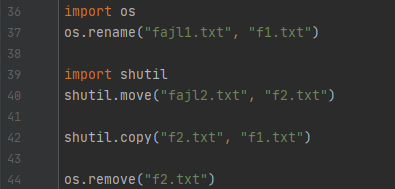 36 import os
37 os.rename("fajl1.txt", "f1.txt")
38
39 import shutil
40 shutil.move("fajl2.txt", "f2.txt")
41
42 shutil.copy("f2.txt", "f1.txt")
43
44 os.remove("f2.txt")